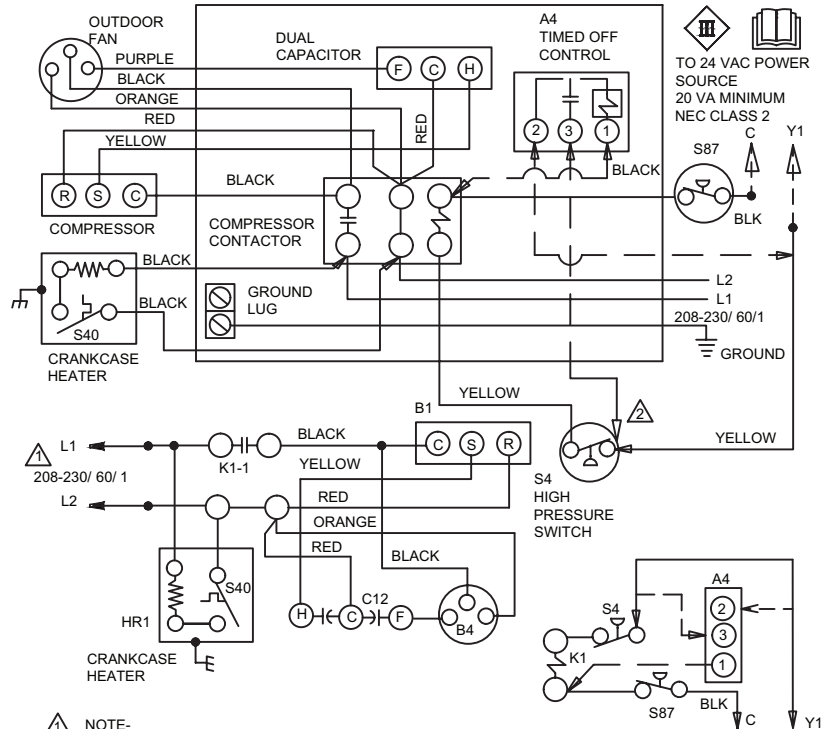 OUTDOOR
FAN
DUAL
CAPACITOR
A4
TIMED OFF
CONTROL
III
TO 24 VAC POWER
SOURCE
20 VA MINIMUM
NEC CLASS 2
PURPLE
BLACK
ORANGE
RED
YELLOW
F
C
H
RED
2
3
1
C
Y1
S87
BLACK
BLK
R
S
C
COMPRESSOR
BLACK
COMPRESSOR
CONTACTOR
BLACK
BLACK
S40
CRANKCASE
HEATER
GROUND
LUG
L2
L1
208-230/ 60/1
GROUND
YELLOW
B1
2
YELLOW
1
L1
208-230/ 60/ 1
L2
K1-1
BLACK
C
S
R
YELLOW
RED
ORANGE
RED
BLACK
S4
HIGH
PRESSURE
SWITCH
S40
HR1
CRANKCASE
HEATER
H
C
C12
F
B4
A4
S4
2
3
1
K1
S87
BLK
C
Y1
1
NOTE-